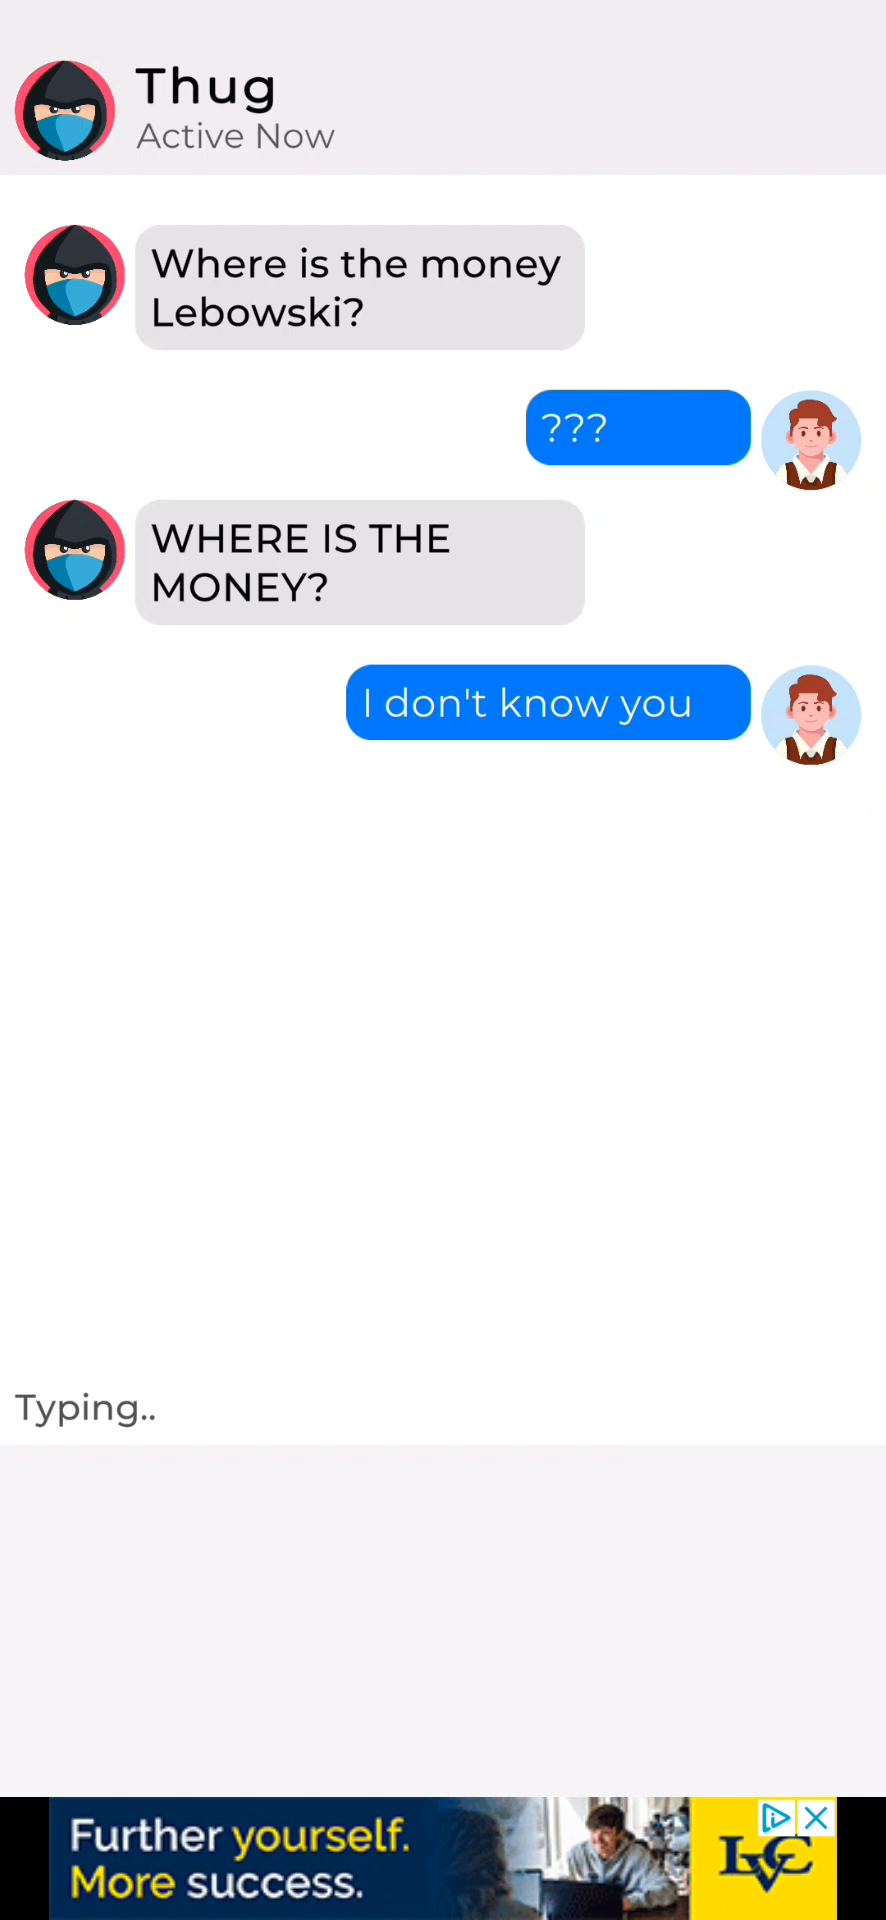 Thug
Active Now
Where is the money
Lebowski?
???
WHERE IS THE
MONEY?
I don't know you
Typing..
Further yourself.
More success.
LVC